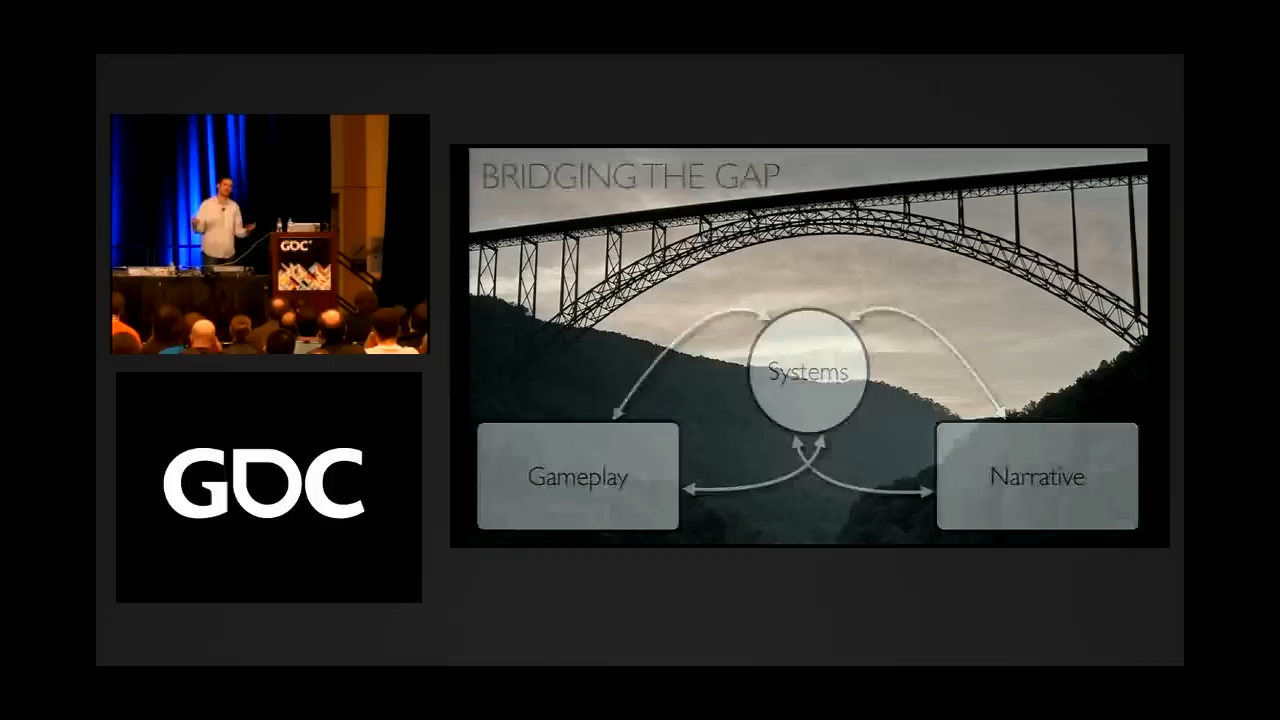 GDC
GDC
BRIDGING THE GAP
Systems
Gameplay
Narrative